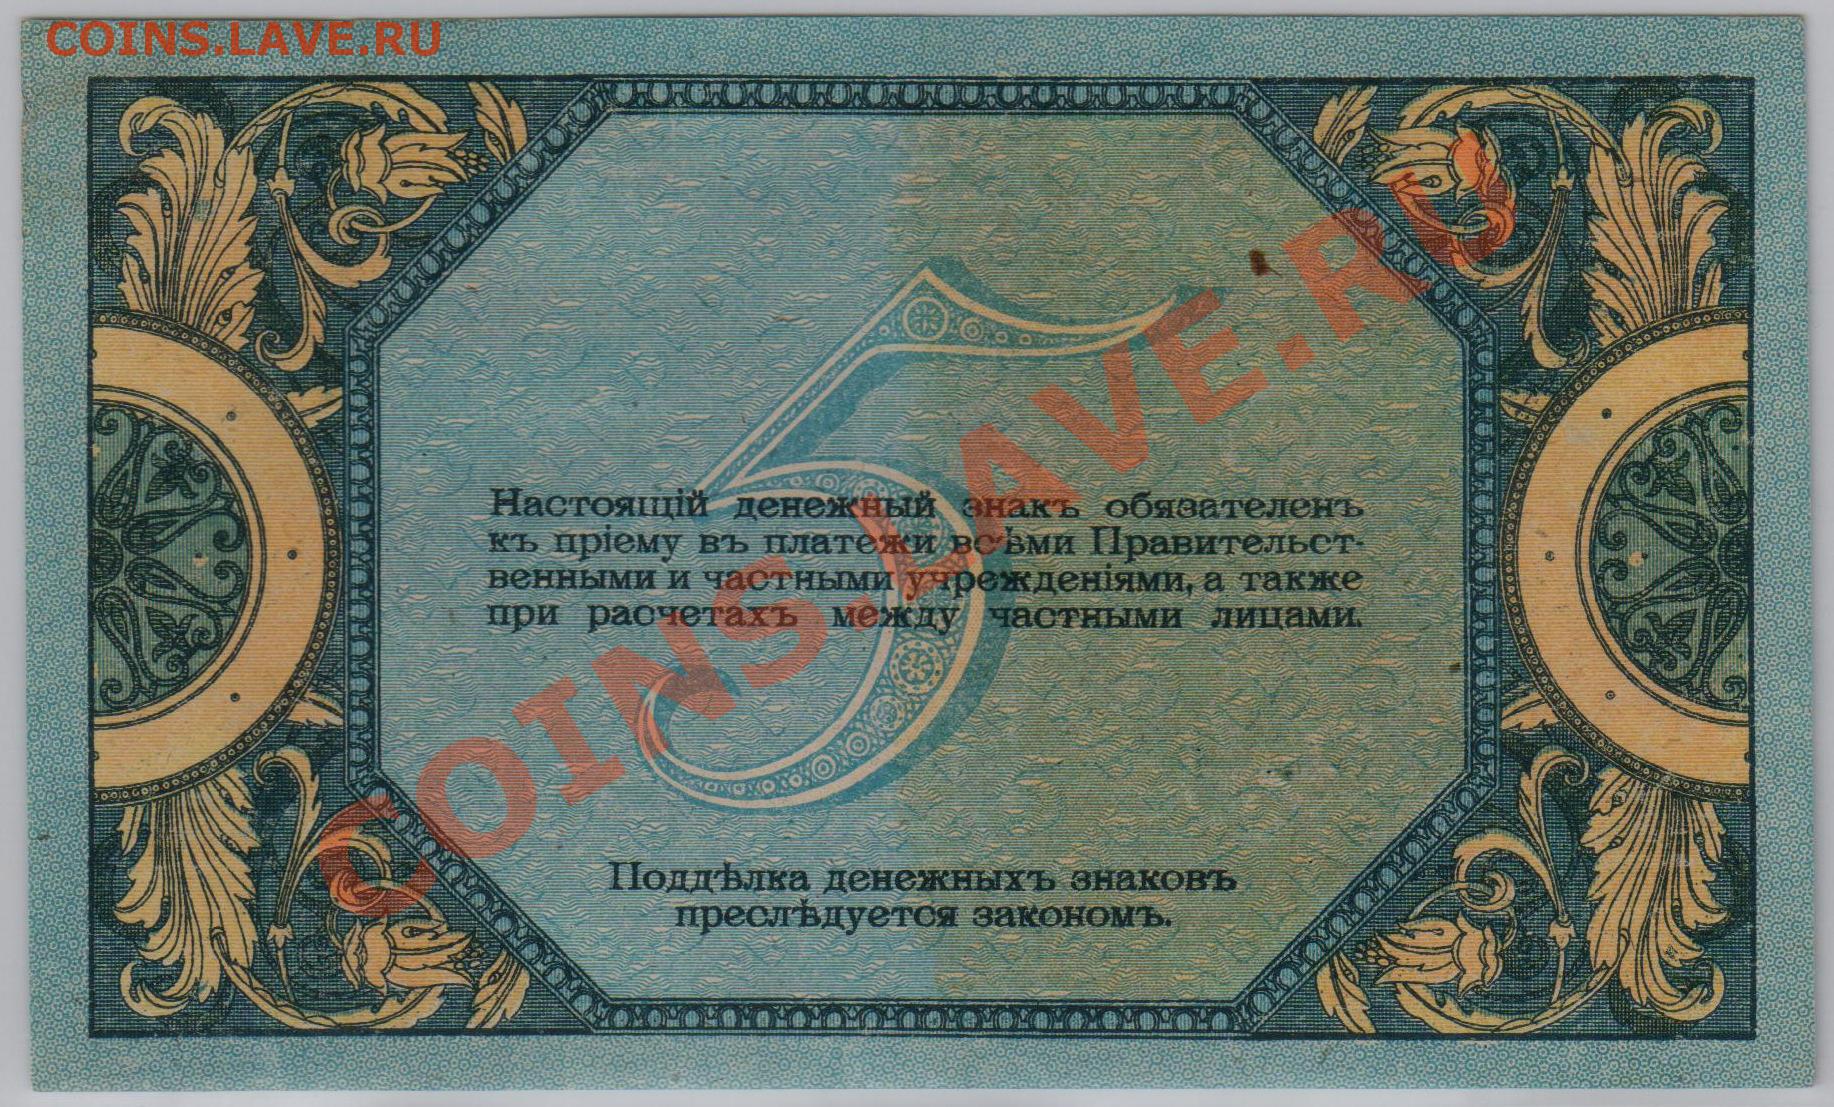 COINS.LAVE.RU
5
Настоящій денежный знакъ обязателенъ
къ пріему въ платежи всѣми Правительст-
венными и частными учрежденіями, а также
при расчетахъ между частными лицами.
COINS.LAVE.RU
Поддѣлка денежныхъ знаковъ
преслѣдуется закономъ.